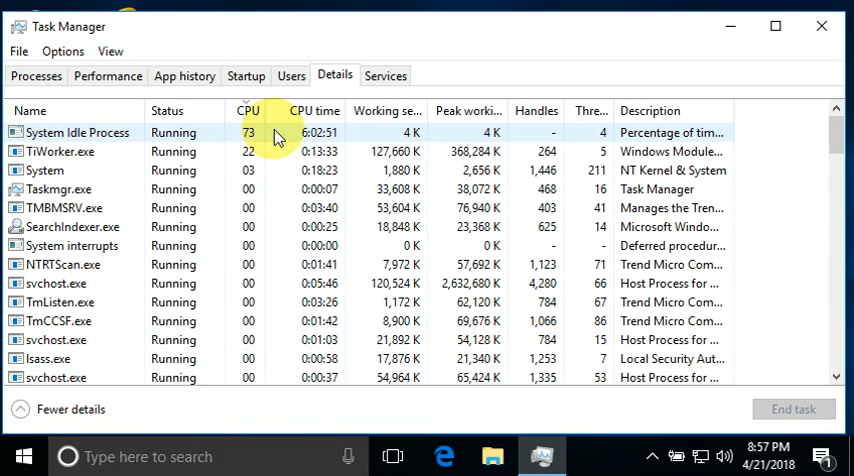 Task Manager
File Options View
Processes Performance App history Startup Users Details Services
Name Status CPU CPU time Working se... Peak worki... Handles Thre... Description
System Idle Process Running 73 6:02:51 4 K 4 K - 4 Percentage of tim...
TiWorker.exe Running 22 0:13:33 127,660 K 368,284 K 264 5 Windows Module...
System Running 03 0:18:23 1,880 K 2,656 K 1,446 211 NT Kernel & System
Taskmgr.exe Running 00 0:00:07 33,608 K 38,072 K 468 16 Task Manager
TMBMSRV.exe Running 00 0:03:40 53,604 K 76,940 K 403 41 Manages the Tren...
SearchIndexer.exe Running 00 0:00:25 18,848 K 23,368 K 625 14 Microsoft Windo...
System interrupts Running 00 0:00:00 0 K 0 K - - Deferred procedur...
NTRTScan.exe Running 00 0:01:41 7,972 K 57,692 K 1,123 71 Trend Micro Com...
svchost.exe Running 00 0:05:46 120,524 K 2,632,680 K 4,280 66 Host Process for ...
TmListen.exe Running 00 0:03:26 1,172 K 62,120 K 784 67 Trend Micro Com...
TmCCSF.exe Running 00 0:01:42 8,900 K 69,676 K 1,066 86 Trend Micro Com...
svchost.exe Running 00 0:01:03 21,892 K 54,128 K 784 15 Host Process for ...
lsass.exe Running 00 0:00:58 17,876 K 21,340 K 1,253 7 Local Security Aut...
svchost.exe Running 00 0:00:37 54,964 K 65,424 K 1,335 53 Host Process for ...
Fewer details End task
Type here to search 8:57 PM
4/21/2018 1